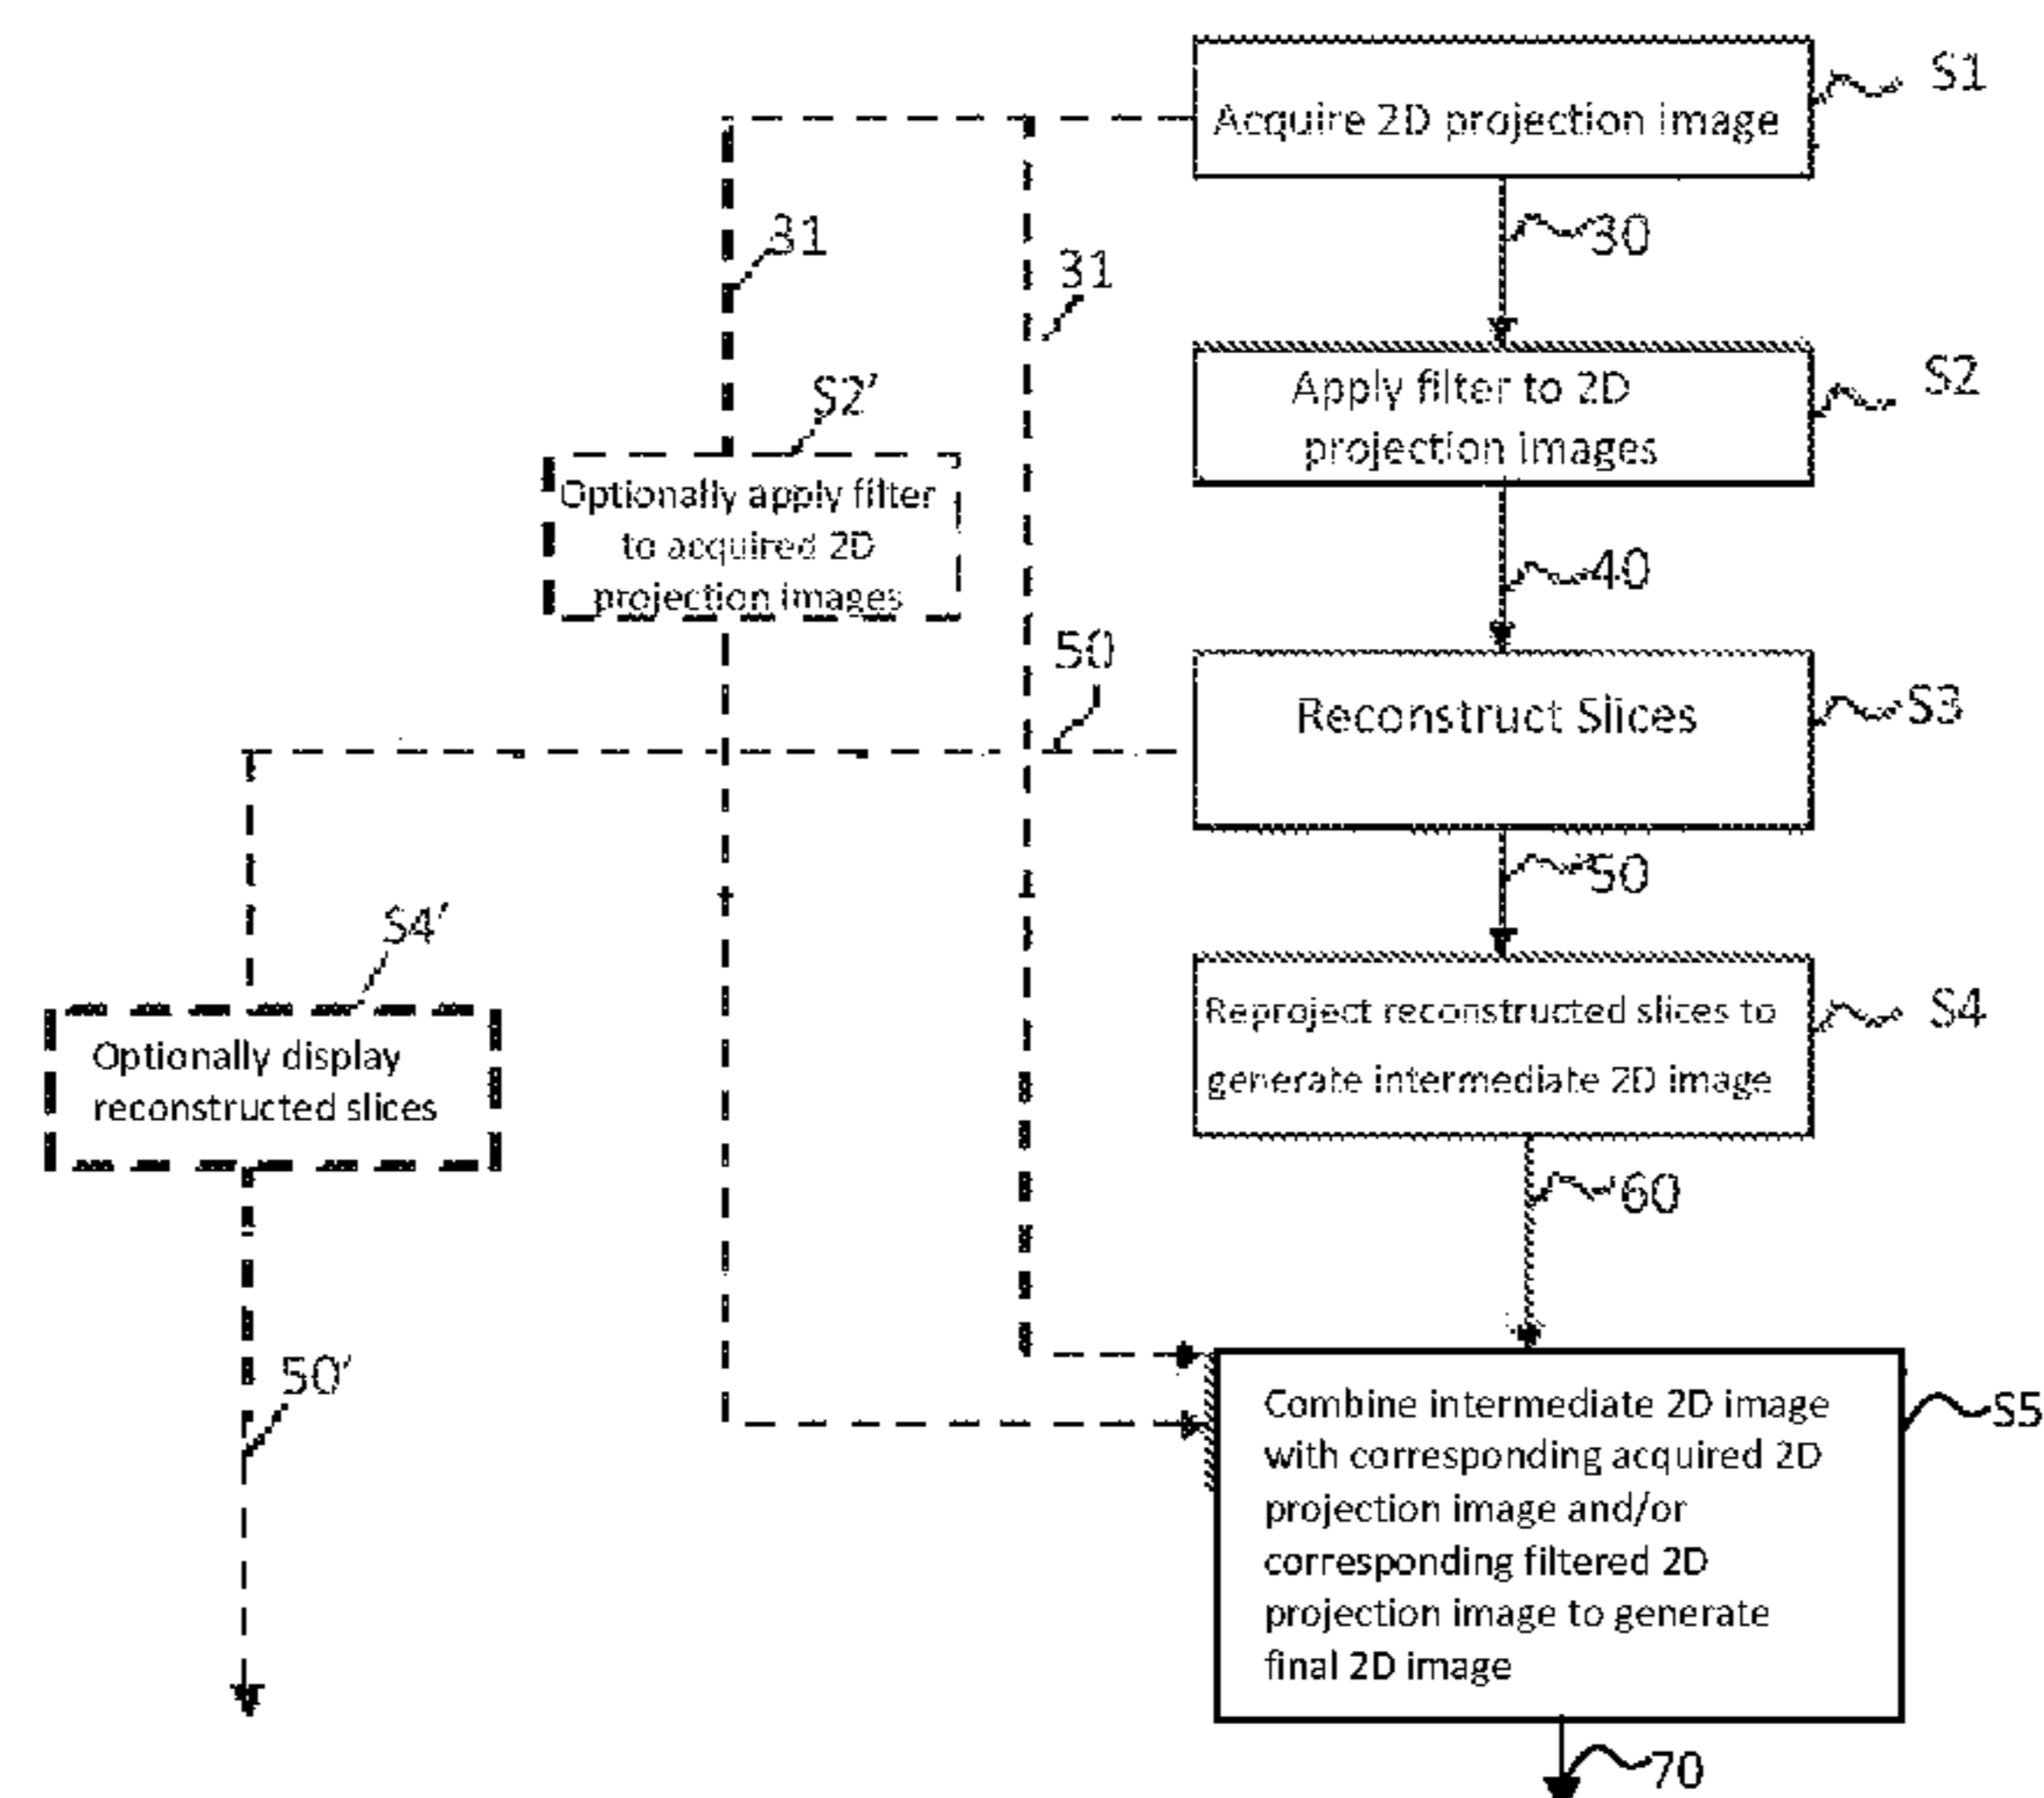 S1
Acquire 2D projection image
30
31
31
S2
Apply filter to 2D
projection images
S2’
Optionally apply filter
to acquired 2D
projection images
40
50
S3
Reconstruct Slices
50
S4’
Optionally display
reconstructed slices
S4
Reproject reconstructed slices to
generate intermediate 2D image
60
50’
S5
Combine intermediate 2D image
with corresponding acquired 2D
projection image and/or
corresponding filtered 2D
projection image to generate
final 2D image
70